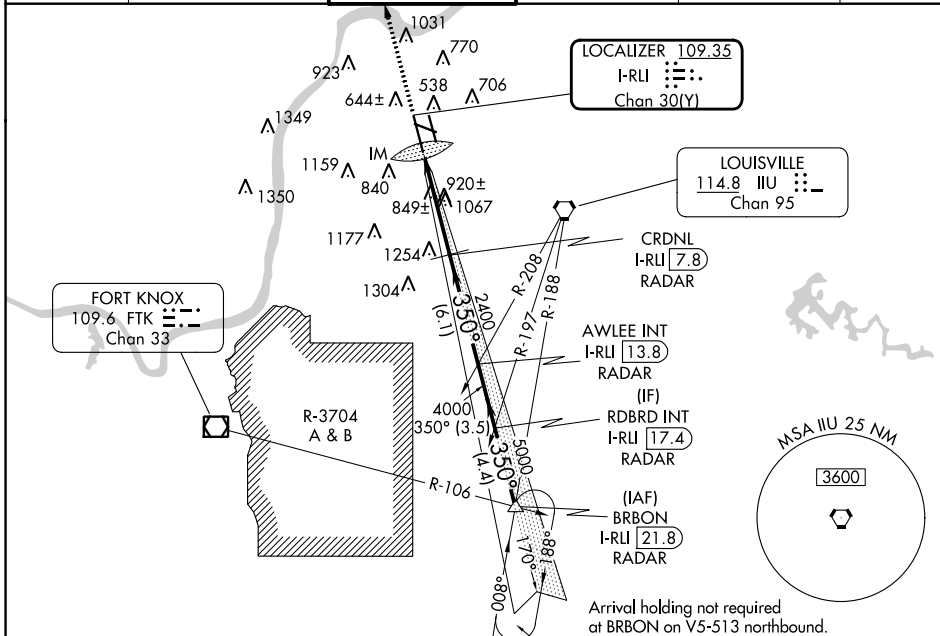 1031
770
923
644±
538
706
1349
IM
1159
840
920±
849±
1067
1350
1177
1254
1304
LOCALIZER 109.35
I-RLI
Chan 30(Y)
LOUISVILLE
114.8 IIU
Chan 95
CRDNL
I-RLI 7.8
RADAR
R-208
R-197
R-188
FORT KNOX
109.6 FTK
Chan 33
2400
350°
(6.1)
AWLEE INT
I-RLI 13.8
RADAR
R-3704
A & B
4000
350° (3.5)
(IF)
RDBRD INT
I-RLI 17.4
RADAR
5000
350°
(4.4)
R-106
(IAF)
BRBON
I-RLI 21.8
RADAR
170°
188°
008°
MSA IIU 25 NM
3600
Arrival holding not required
at BRBON on V5-513 northbound.